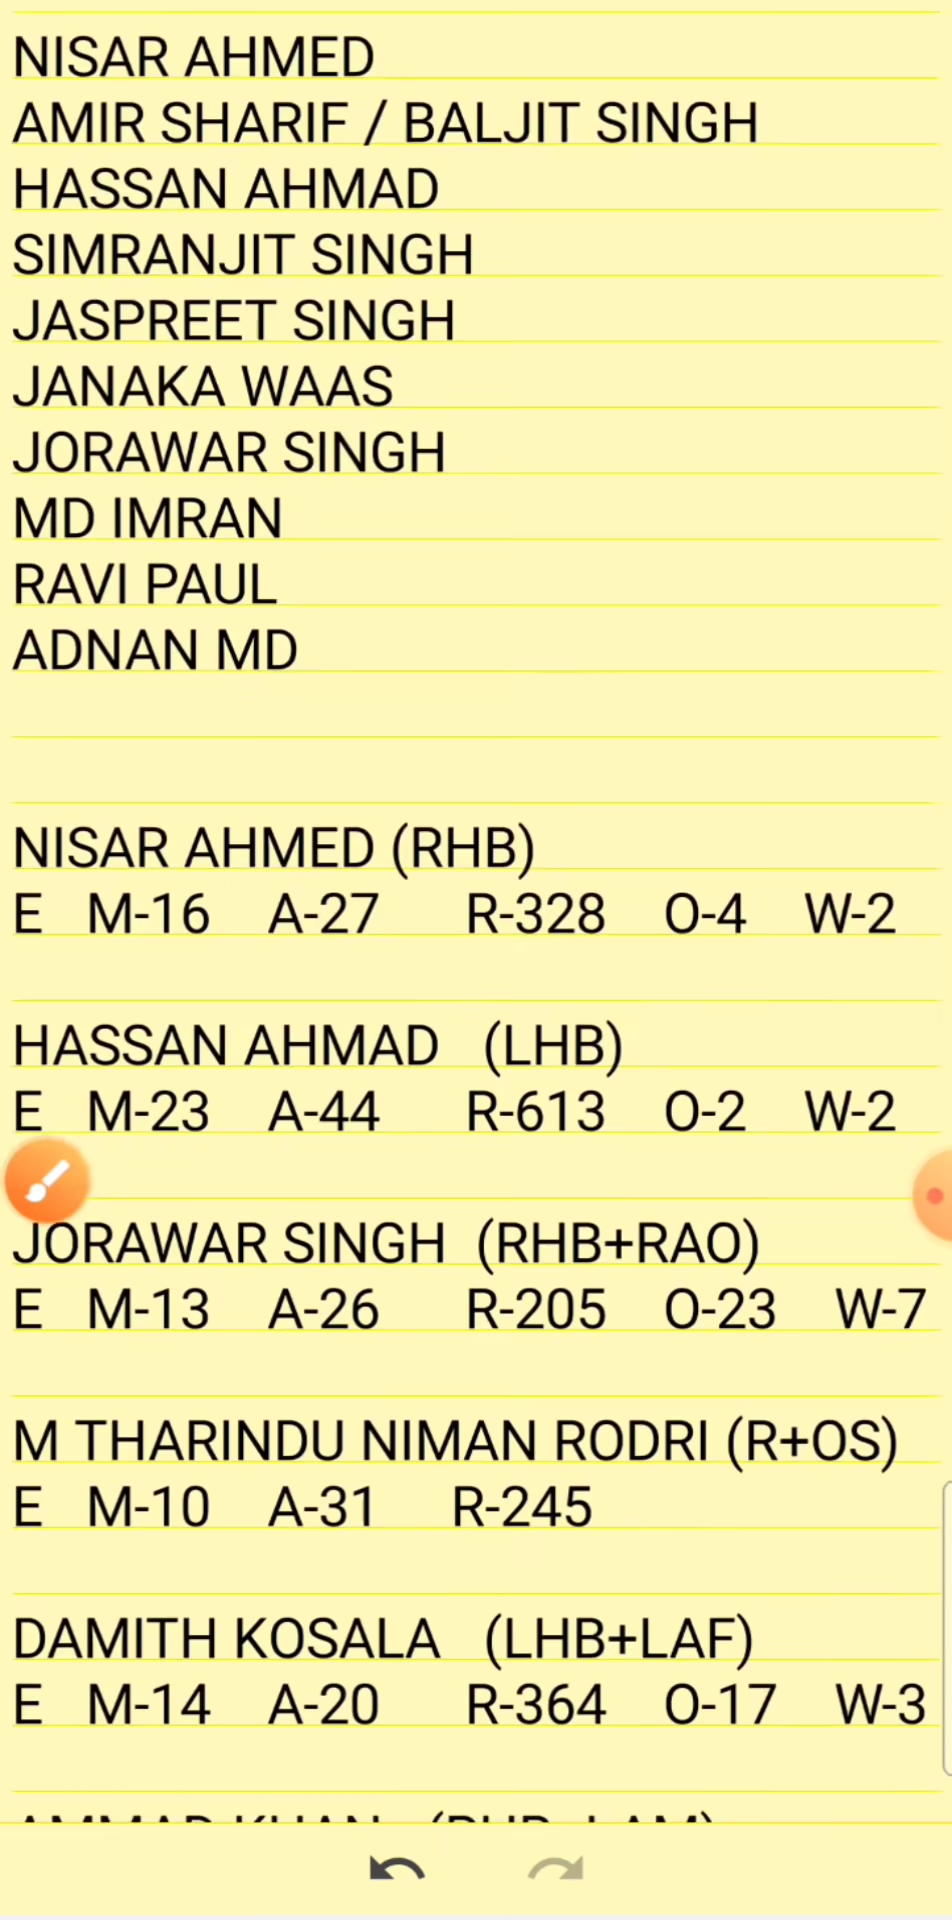 NISAR AHMED
AMIR SHARIF / BALJIT SINGH
HASSAN AHMAD
SIMRANJIT SINGH
JASPREET SINGH
JANAKA WAAS
JORAWAR SINGH
MD IMRAN
RAVI PAUL
ADNAN MD
NISAR AHMED (RHB)
E M-16 A-27 R-328 O-4 W-2
HASSAN AHMAD (LHB)
E M-23 A-44 R-613 O-2 W-2
JORAWAR SINGH (RHB+RAO)
E M-13 A-26 R-205 O-23 W-7
M THARINDU NIMAN RODRI (R+OS)
E M-10 A-31 R-245
DAMITH KOSALA (LHB+LAF)
E M-14 A-20 R-364 O-17 W-3